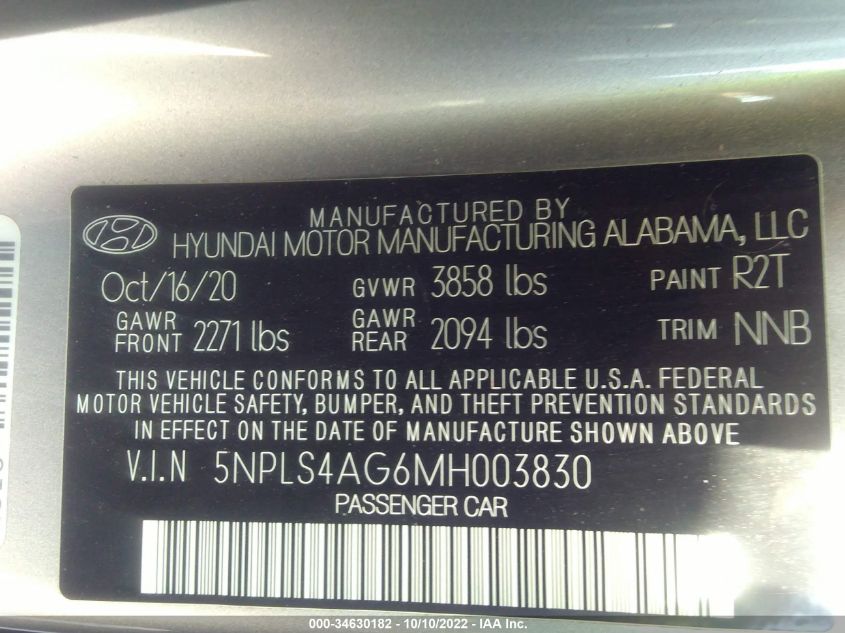 MANUFACTURED BY
HYUNDAI MOTOR MANUFACTURING ALABAMA, LLC
Oct/16/20 GVWR 3858 lbs PAINT R2T
GAWR FRONT 2271 lbs GAWR REAR 2094 lbs TRIM NNB
THIS VEHICLE CONFORMS TO ALL APPLICABLE U.S.A. FEDERAL
MOTOR VEHICLE SAFETY, BUMPER, AND THEFT PREVENTION STANDARDS
IN EFFECT ON THE DATE OF MANUFACTURE SHOWN ABOVE
V.I.N 5NPLS4AG6MH003830
PASSENGER CAR
000-34630182 - 10/10/2022 - IAA Inc.